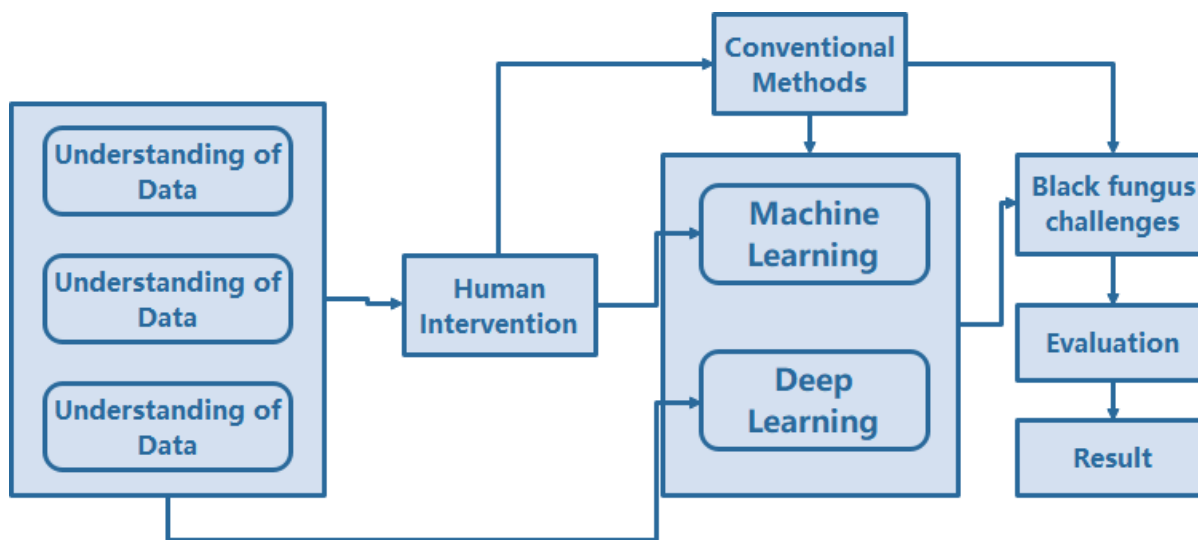 Understanding of
Data
Understanding of
Data
Understanding of
Data
Human
Intervention
Conventional
Methods
Machine
Learning
Deep
Learning
Black fungus
challenges
Evaluation
Result